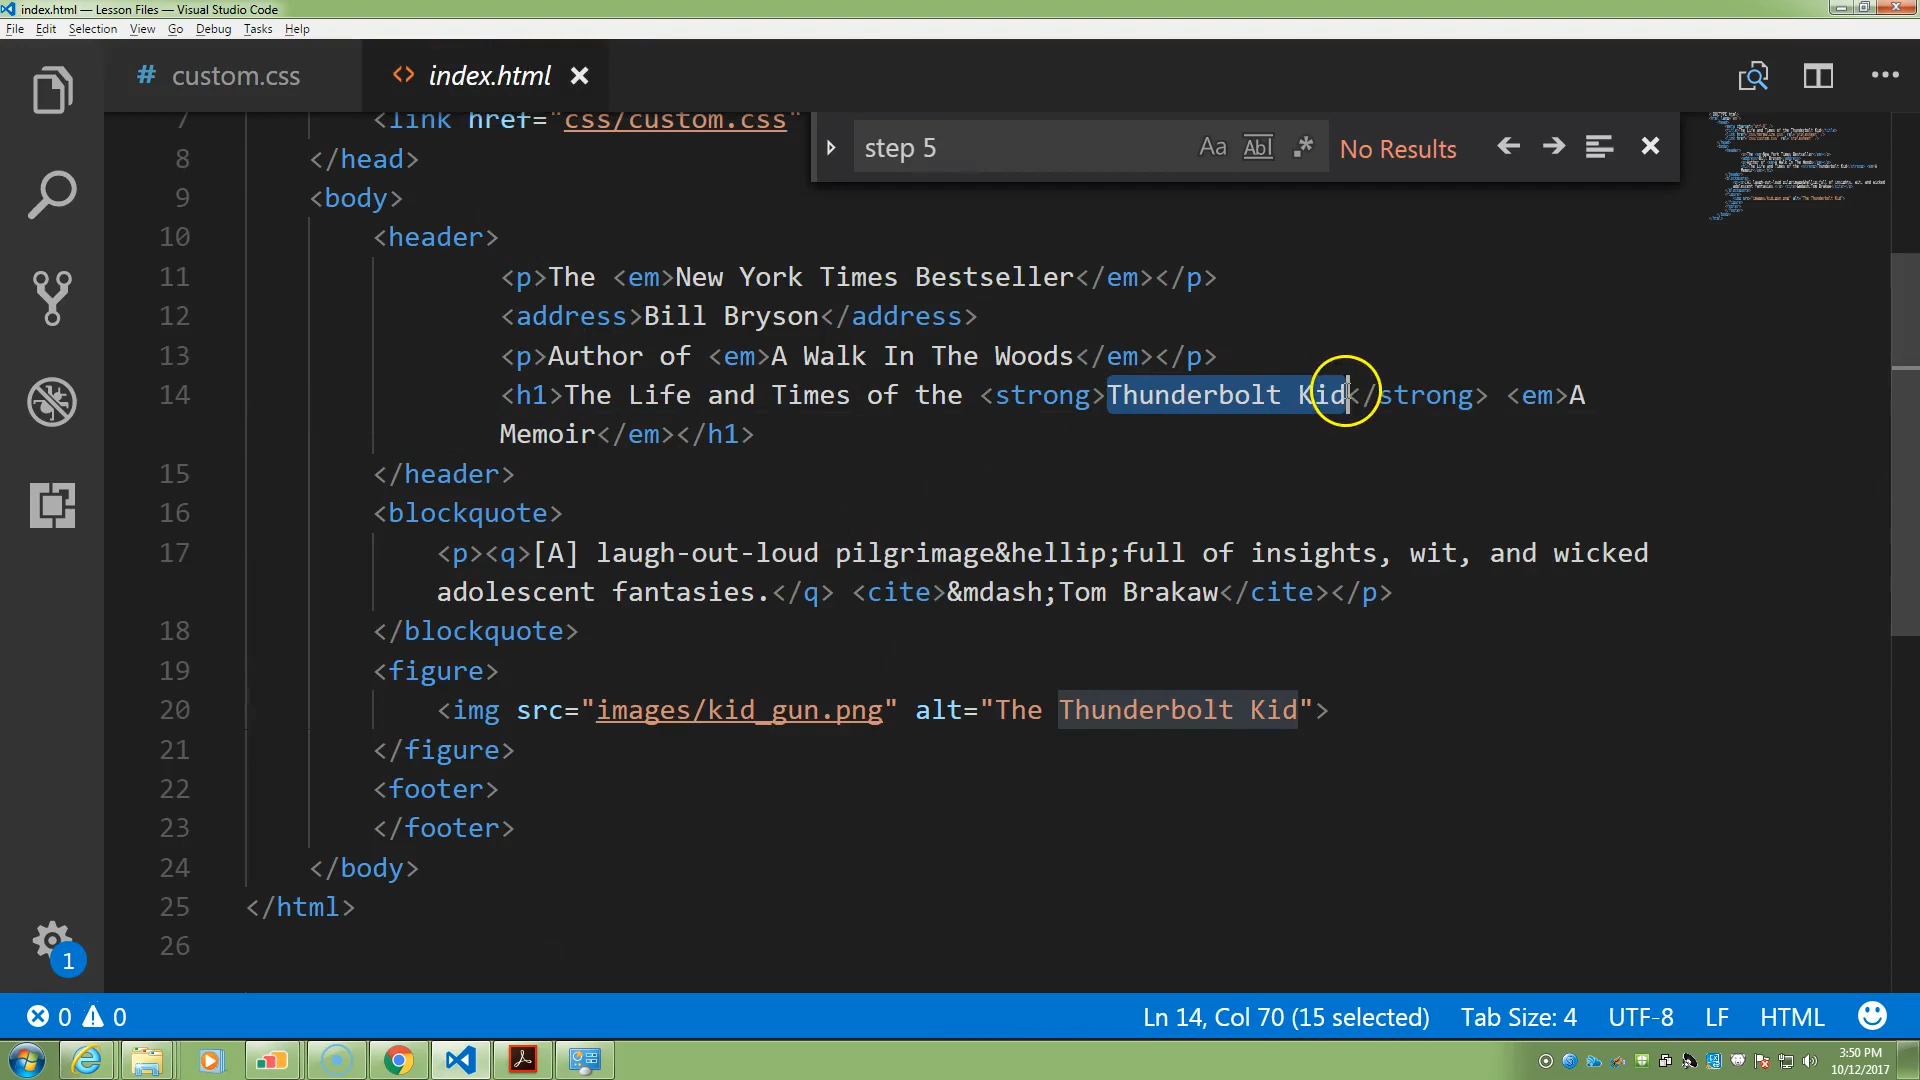 index.html — Lesson Files — Visual Studio Code
File Edit Selection View Go Debug Tasks Help
# custom.css <> index.html
7 <link href="css/custom.css"
step 5 Aa Abl .* No Results
8 </head>
9 <body>
10 <header>
11 <p>The <em>New York Times Bestseller</em></p>
12 <address>Bill Bryson</address>
13 <p>Author of <em>A Walk In The Woods</em></p>
14 <h1>The Life and Times of the <strong>Thunderbolt Kid</strong> <em>A
Memoir</em></h1>
15 </header>
16 <blockquote>
17 <p><q>[A] laugh-out-loud pilgrimage&hellip;full of insights, wit, and wicked
adolescent fantasies.</q> <cite>&mdash;Tom Brakaw</cite></p>
18 </blockquote>
19 <figure>
20 <img src="images/kid_gun.png" alt="The Thunderbolt Kid">
21 </figure>
22 <footer>
23 </footer>
24 </body>
25 </html>
26
1
0 0 Ln 14, Col 70 (15 selected) Tab Size: 4 UTF-8 LF HTML
3:50 PM
10/12/2017